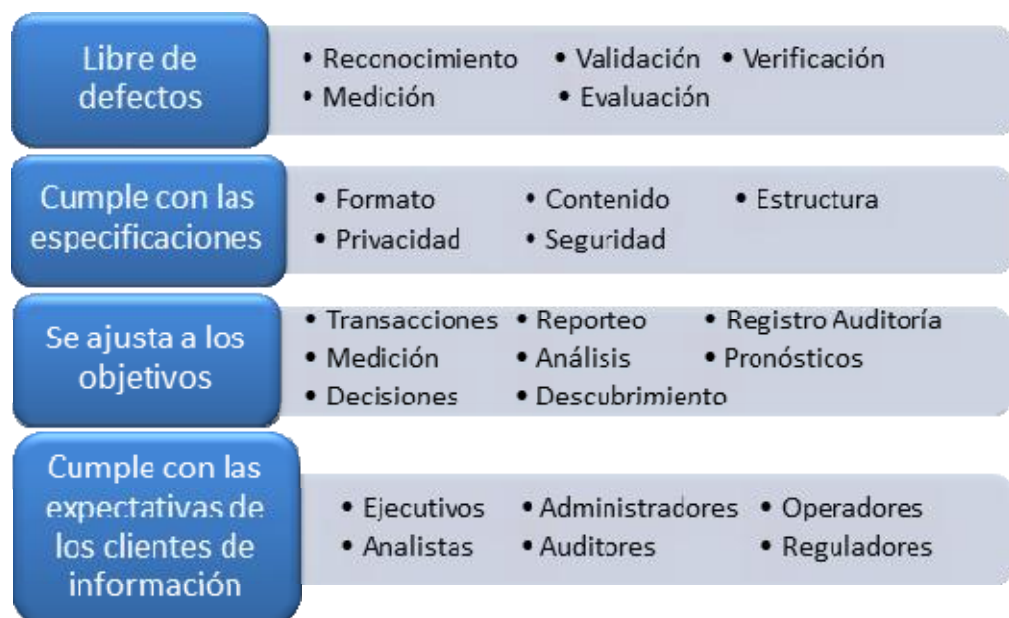 Libre de
defectos
• Reconocimiento • Validación • Verificación
• Medición • Evaluación
Cumple con las
especificaciones
• Formato • Contenido • Estructura
• Privacidad • Seguridad
Se ajusta a los
objetivos
• Transacciones • Reporteo • Registro Auditoría
• Medición • Análisis • Pronósticos
• Decisiones • Descubrimiento
Cumple con las
expectativas de
los clientes de
información
• Ejecutivos • Administradores • Operadores
• Analistas • Auditores • Reguladores